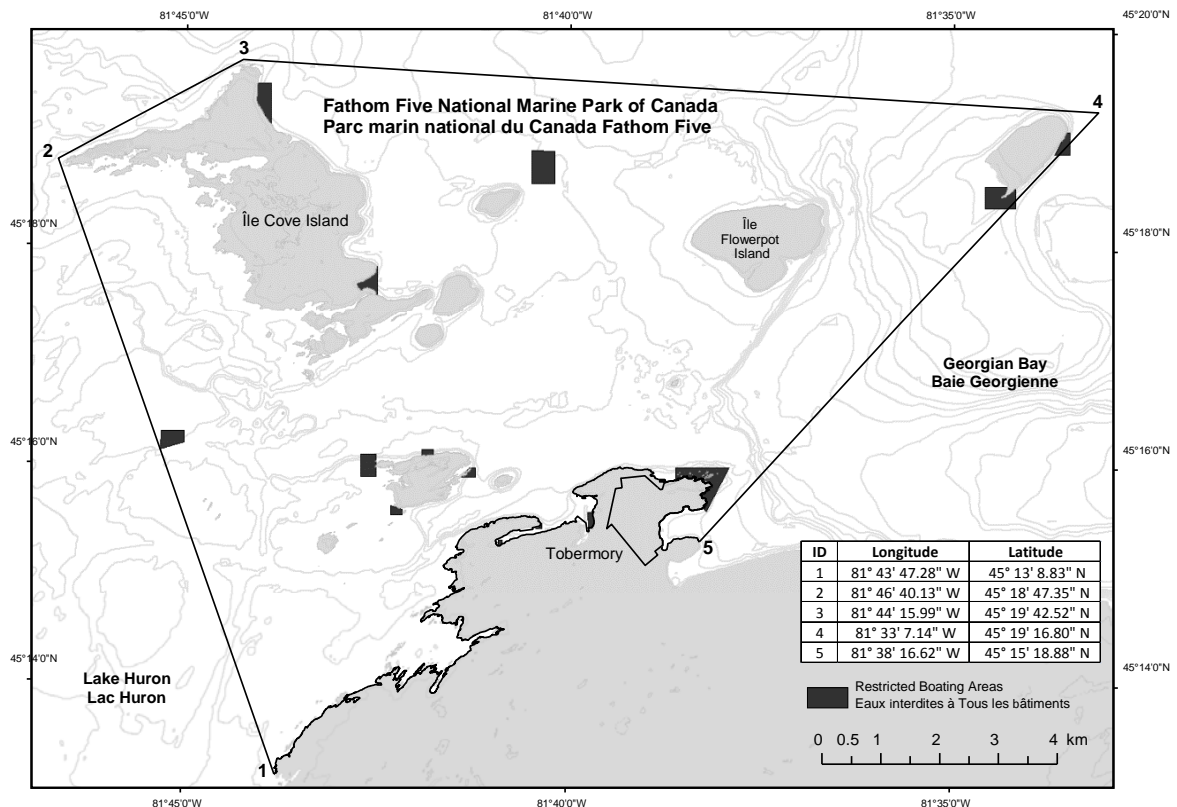 81°45'0"W 81°40'0"W 81°35'0"W
45°20'0"N
3
Fathom Five National Marine Park of Canada
Parc marin national du Canada Fathom Five
4
2
Île Cove Island
Île
Flowerpot
Island
45°18'0"N
45°18'0"N
Georgian Bay
Baie Georgienne
45°16'0"N
45°16'0"N
Tobermory
5
ID Longitude Latitude
1 81° 43' 47.28" W 45° 13' 8.83" N
2 81° 46' 40.13" W 45° 18' 47.35" N
3 81° 44' 15.99" W 45° 19' 42.52" N
4 81° 33' 7.14" W 45° 19' 16.80" N
5 81° 38' 16.62" W 45° 15' 18.88" N
45°14'0"N
45°14'0"N
Lake Huron
Lac Huron
Restricted Boating Areas
Eaux interdites à Tous les bâtiments
0 0.5 1 2 3 4 km
1
81°45'0"W 81°40'0"W 81°35'0"W